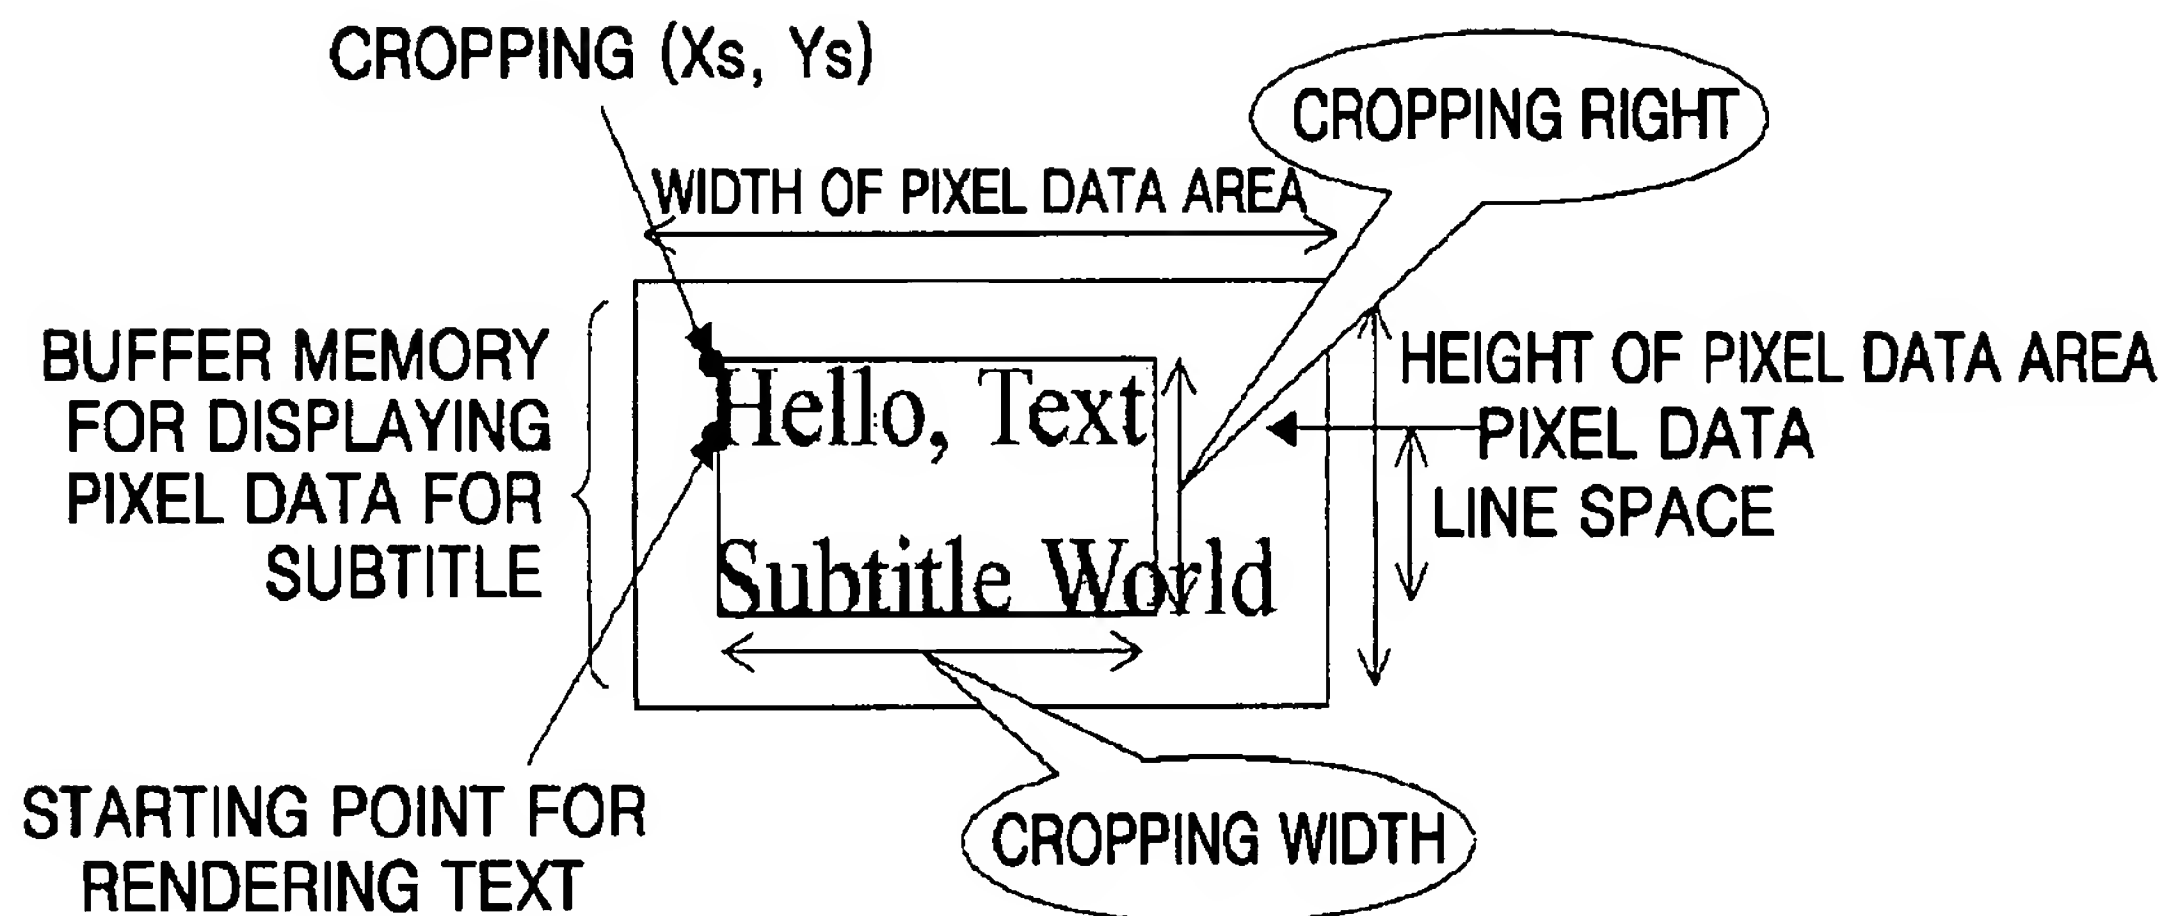 CROPPING (Xs, Ys)
CROPPING RIGHT
WIDTH OF PIXEL DATA AREA
BUFFER MEMORY
FOR DISPLAYING
PIXEL DATA FOR
SUBTITLE
Hello, Text
Subtitle World
HEIGHT OF PIXEL DATA AREA
PIXEL DATA
LINE SPACE
STARTING POINT FOR
RENDERING TEXT
CROPPING WIDTH